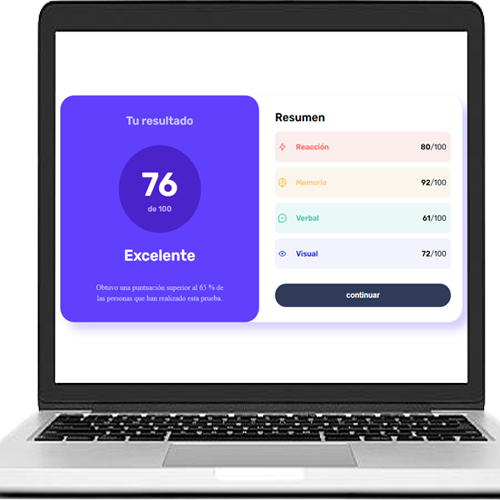 Tu resultado
76
de 100
Excelente
Obtuvo una puntuación superior al 65 % de
las personas que han realizado esta prueba.
Resumen
Reacción 80/100
Memoria 92/100
Verbal 61/100
Visual 72/100
continuar